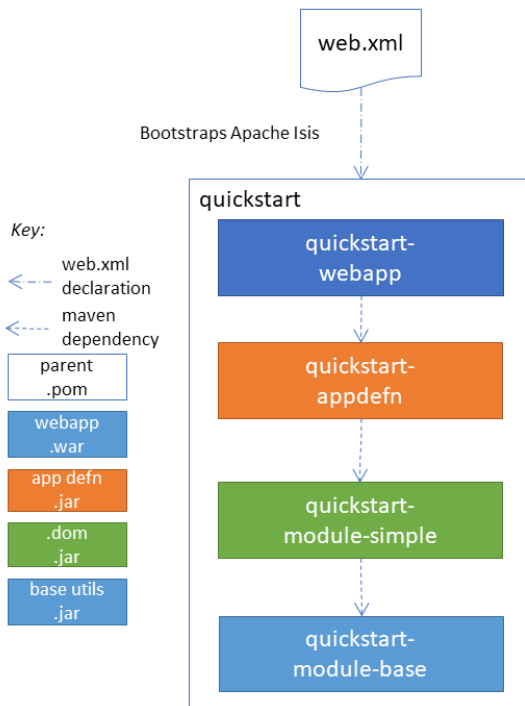 web.xml
Bootstraps Apache Isis
quickstart
quickstart-
webapp
quickstart-
appdefn
quickstart-
module-simple
quickstart-
module-base
Key:
web.xml
declaration
maven
dependency
parent
.pom
webapp
.war
app defn
.jar
.dom
.jar
base utils
.jar